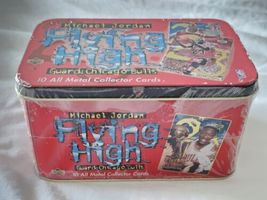 Michael Jordan
Flying
High
Guard/Chicago Bulls
10 All Metal Collector Cards
Michael Jordan
Flying
High
Guard/Chicago Bulls
10 All Metal Collector Cards